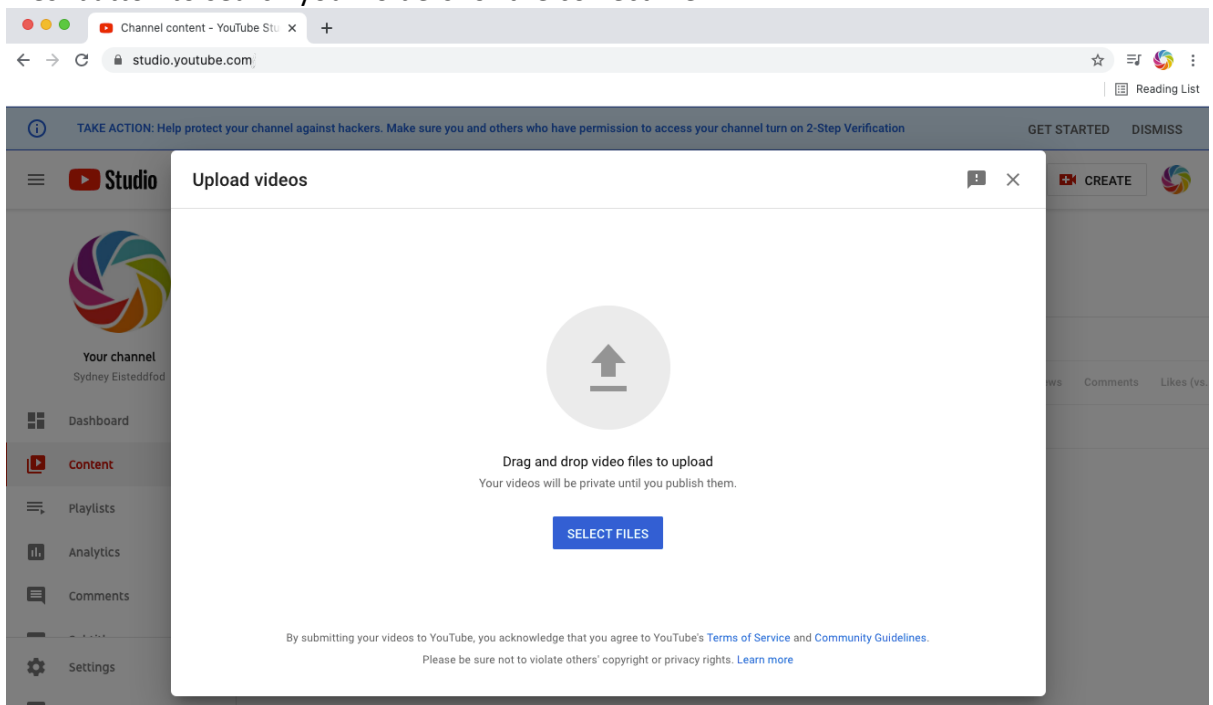 Channel content - YouTube Stu
studio.youtube.com
Reading List
TAKE ACTION: Help protect your channel against hackers. Make sure you and others who have permission to access your channel turn on 2-Step Verification
GET STARTED DISMISS
Studio
Upload videos
CREATE
Your channel
Sydney Eisteddfod
Comments Likes (vs.
Dashboard
Content
Drag and drop video files to upload
Your videos will be private until you publish them.
Playlists
SELECT FILES
Analytics
Comments
By submitting your videos to YouTube, you acknowledge that you agree to YouTube's Terms of Service and Community Guidelines.
Please be sure not to violate others' copyright or privacy rights. Learn more
Settings